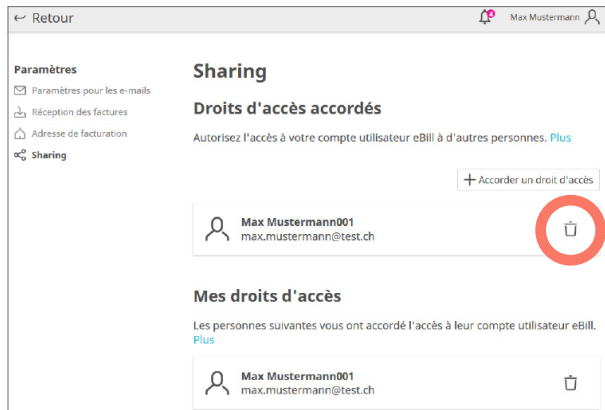 Retour
4
Max Mustermann
Paramètres
Paramètres pour les e-mails
Réception des factures
Adresse de facturation
Sharing
Sharing
Droits d'accès accordés
Autorisez l'accès à votre compte utilisateur eBill à d'autres personnes. Plus
Accorder un droit d'accès
Max Mustermann001
max.mustermann@test.ch
Mes droits d'accès
Les personnes suivantes vous ont accordé l'accès à leur compte utilisateur eBill.
Plus
Max Mustermann001
max.mustermann@test.ch